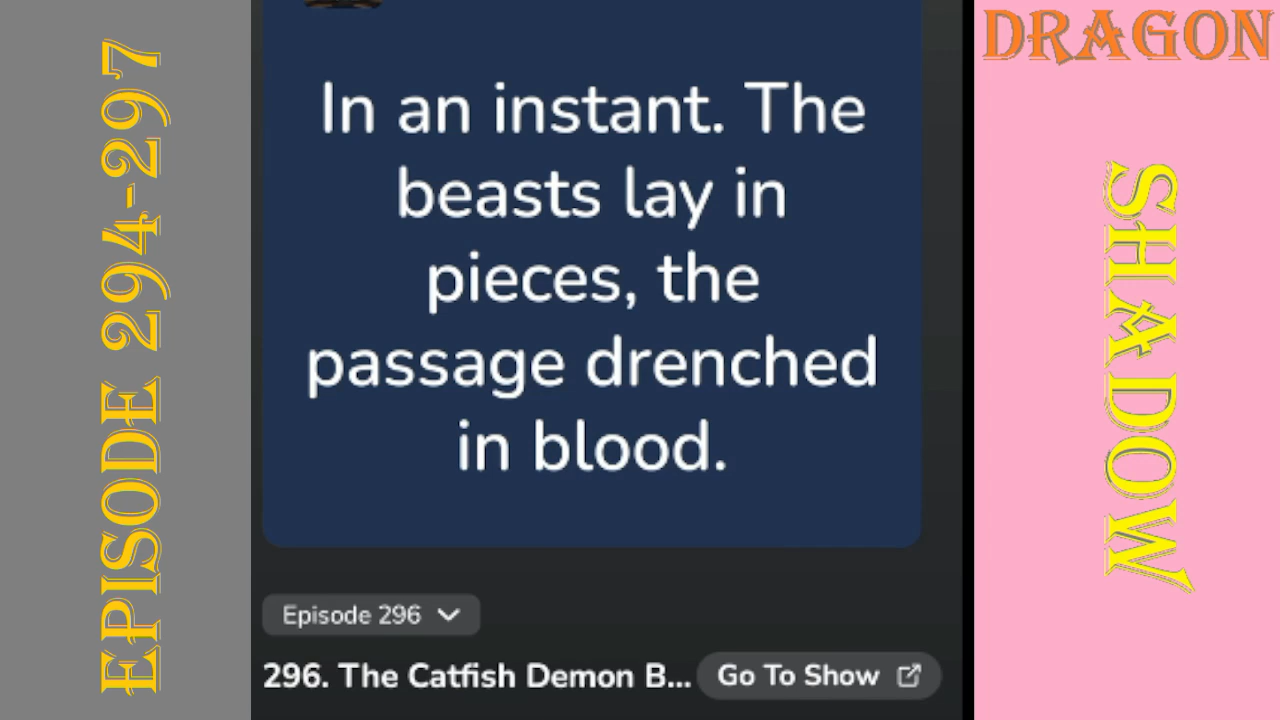 EPISODE 294-297
In an instant. The
beasts lay in
pieces, the
passage drenched
in blood.
Episode 296
296. The Catfish Demon B...
Go To Show
DRAGON
SHADOW